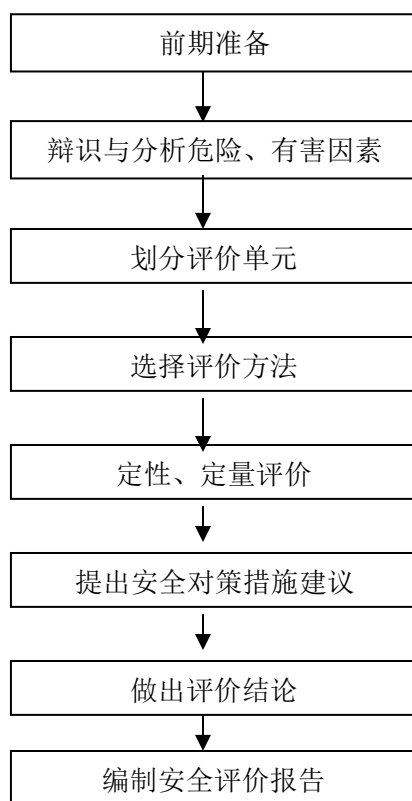 前期准备
辩识与分析危险、有害因素
划分评价单元
选择评价方法
定性、定量评价
提出安全对策措施建议
做出评价结论
编制安全评价报告